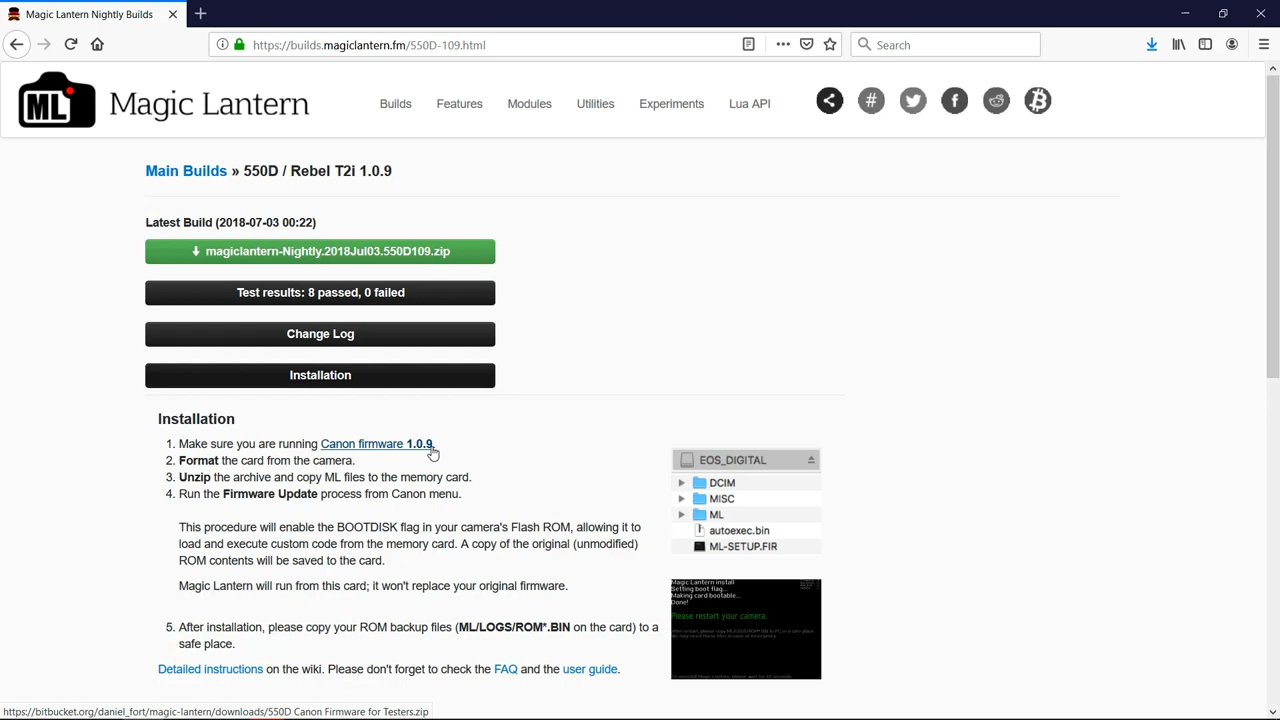 Magic Lantern Nightly Builds
https://builds.magiclantern.fm/550D-109.html
Search
ML Magic Lantern
Builds Features Modules Utilities Experiments Lua API
Main Builds » 550D / Rebel T2i 1.0.9
Latest Build (2018-07-03 00:22)
magiclantern-Nightly.2018Jul03.550D109.zip
Test results: 8 passed, 0 failed
Change Log
Installation
Installation
1. Make sure you are running Canon firmware 1.0.9.
2. Format the card from the camera.
3. Unzip the archive and copy ML files to the memory card.
4. Run the Firmware Update process from Canon menu.
This procedure will enable the BOOTDISK flag in your camera's Flash ROM, allowing it to
load and execute custom code from the memory card. A copy of the original (unmodified)
ROM contents will be saved to the card.
Magic Lantern will run from this card; it won't replace your original firmware.
5. After installation, please copy your ROM backup (ML/LOGS/ROM*.BIN on the card) to a
safe place.
Detailed instructions on the wiki. Please don't forget to check the FAQ and the user guide.
EOS_DIGITAL
DCIM
MISC
ML
autoexec.bin
ML-SETUP.FIR
Magic Lantern install
Setting boot flag...
Making card bootable...
Done!
Please restart your camera.
https://bitbucket.org/daniel_fort/magic-lantern/downloads/550D Canon Firmware for Testers.zip